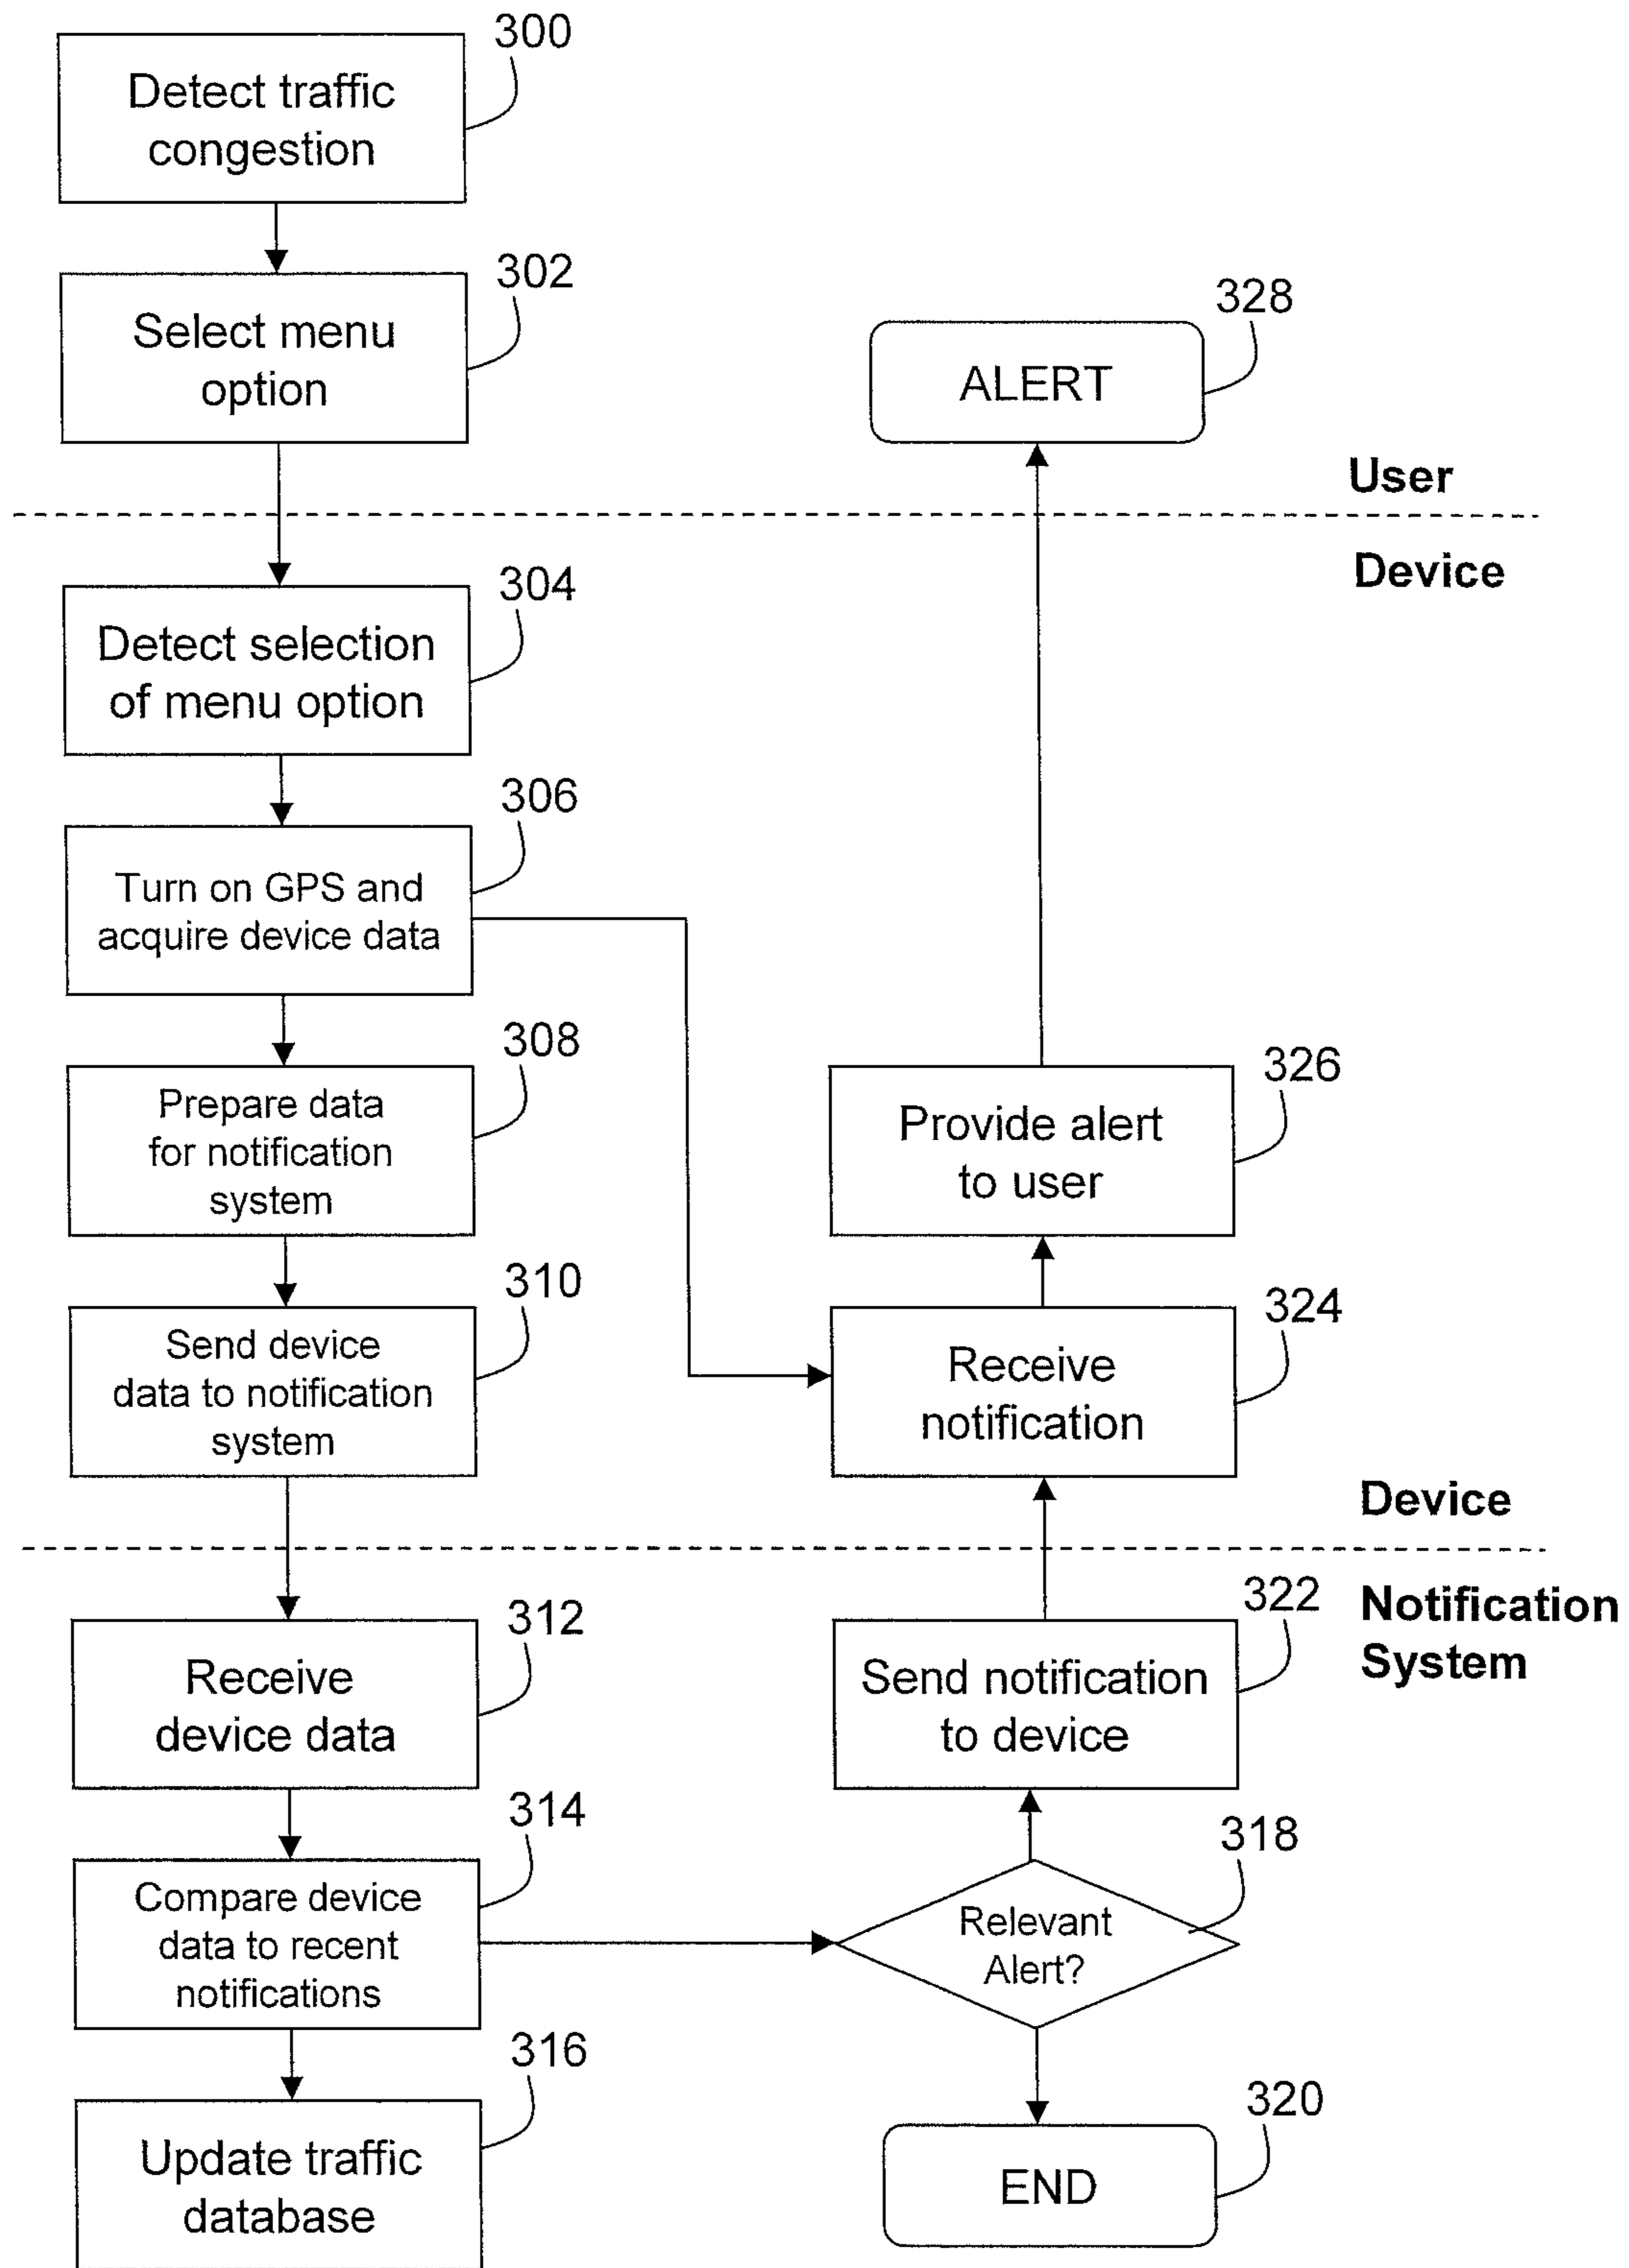 300
Detect traffic
congestion
302
Select menu
option
328
ALERT
User
Device
304
Detect selection
of menu option
306
Turn on GPS and
acquire device data
308
Prepare data
for notification
system
326
Provide alert
to user
310
Send device
data to notification
system
324
Receive
notification
Device
Notification
System
312
Receive
device data
322
Send notification
to device
314
Compare device
data to recent
notifications
318
Relevant
Alert?
316
Update traffic
database
320
END